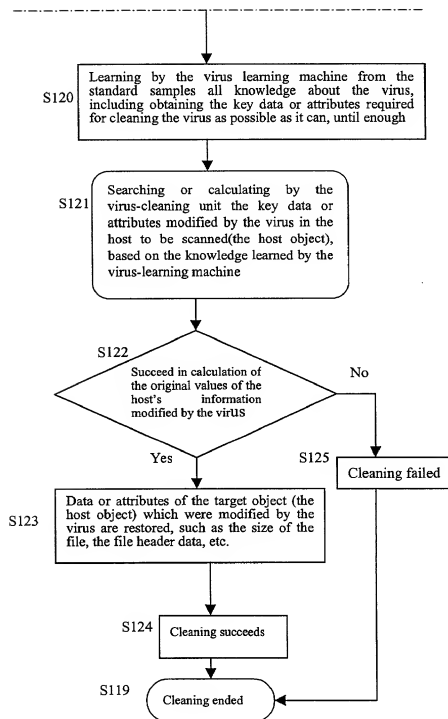 S120
Learning by the virus learning machine from the
standard samples all knowledge about the virus,
including obtaining the key data or attributes required
for cleaning the virus as possible as it can, until enough
S121
Searching or calculating by the
virus-cleaning unit the key data or
attributes modified by the virus in the
host to be scanned(the host object),
based on the knowledge learned by the
virus-learning machine
S122
Succeed in calculation of
the original values of the
host's information
modified by the virus
No
Yes
S125
Cleaning failed
S123
Data or attributes of the target object (the
host object) which were modified by the
virus are restored, such as the size of the
file, the file header data, etc.
S124
Cleaning succeeds
S119
Cleaning ended